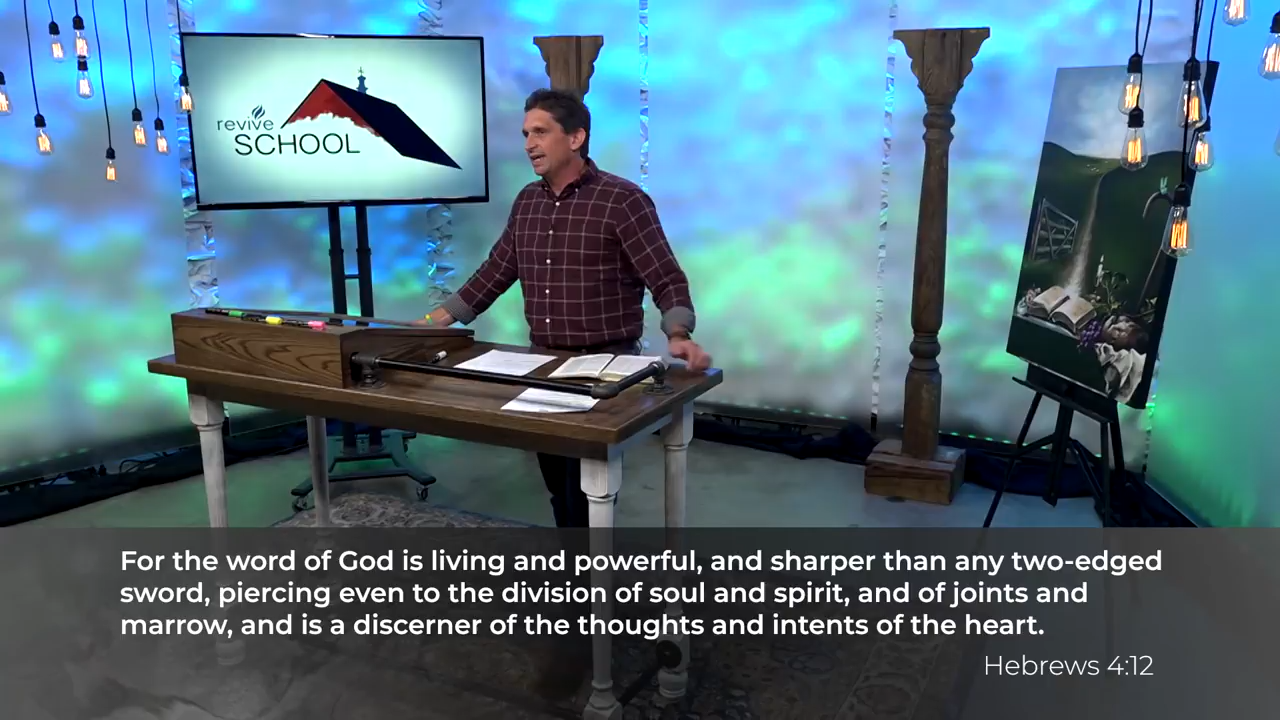 revive
SCHOOL
For the word of God is living and powerful, and sharper than any two-edged
sword, piercing even to the division of soul and spirit, and of joints and
marrow, and is a discerner of the thoughts and intents of the heart.
Hebrews 4:12